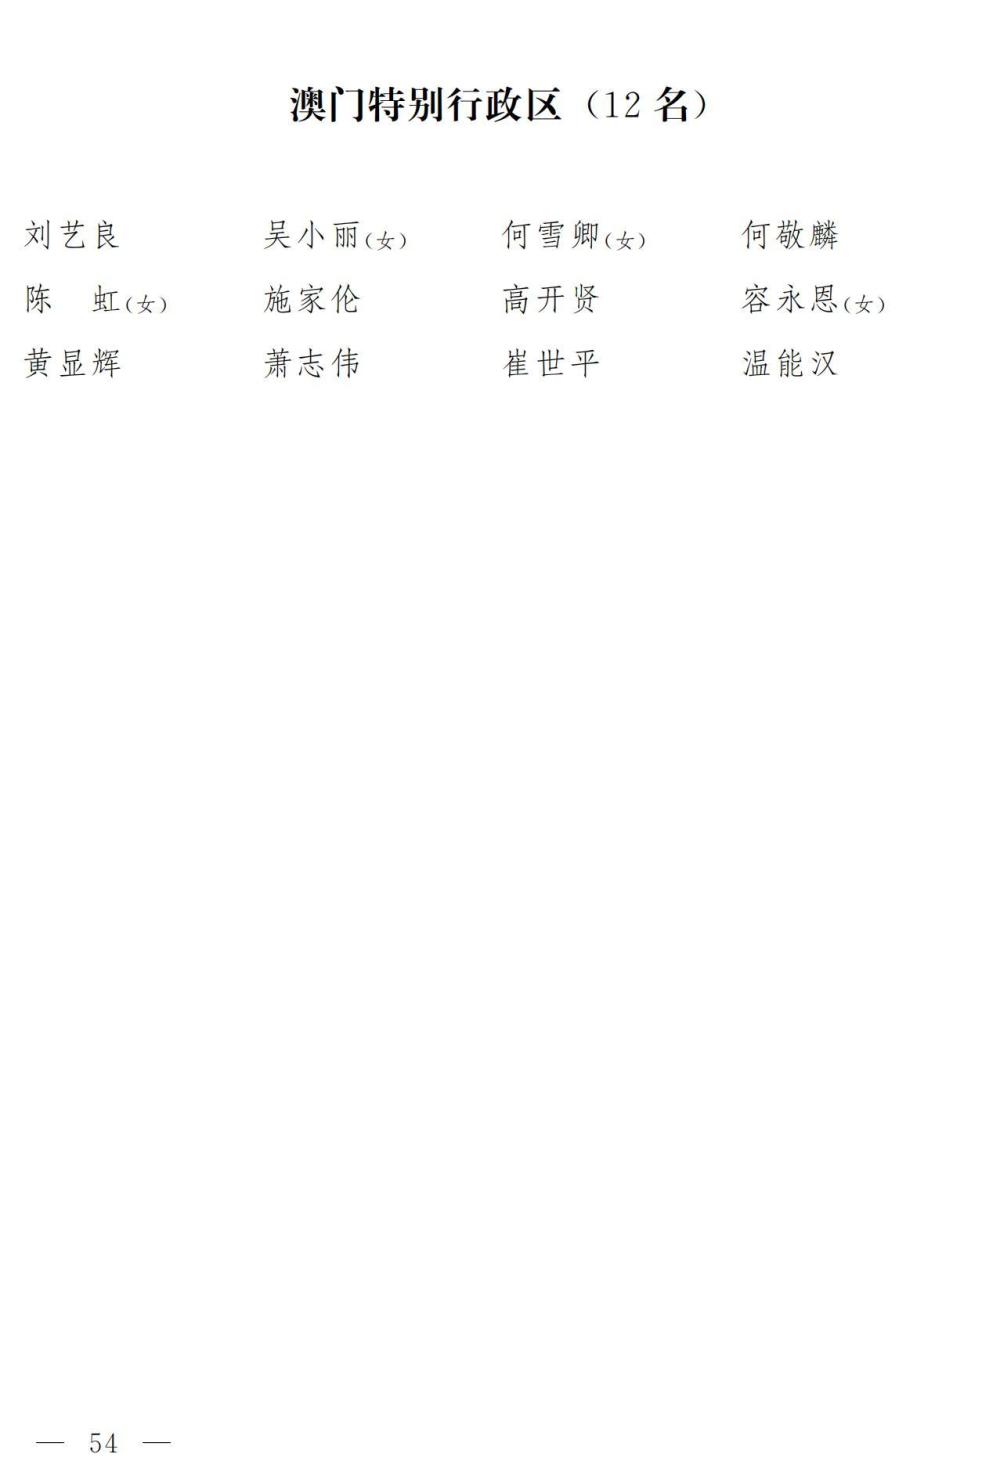 澳门特别行政区（12 名）
刘艺良 吴小丽（女） 何雪卿（女） 何敬麟
陈　虹（女） 施家伦 高开贤 容永恩（女）
黄显辉 萧志伟 崔世平 温能汉
— 54 —